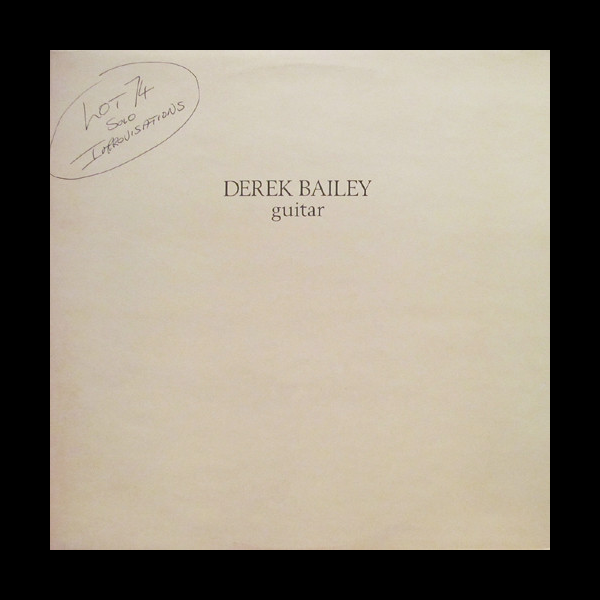 LOT 74
SOLO
IMPROVISATIONS
DEREK BAILEY
guitar